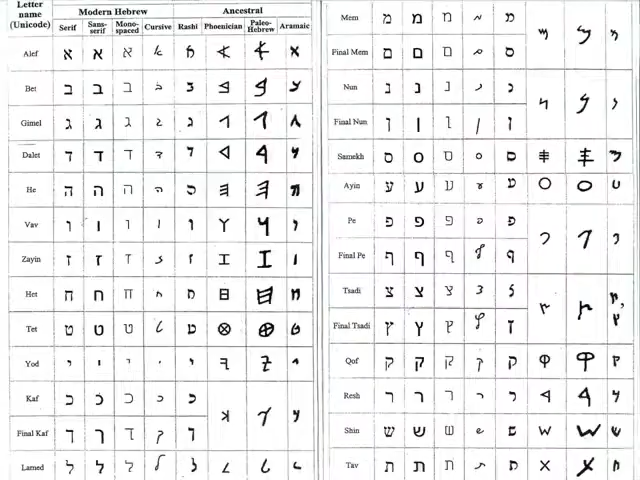 Letter name (Unicode) Modern Hebrew Ancestral
Serif Sans-serif Mono-spaced Cursive Rashi Phoenician Paleo-Hebrew Aramaic
Alef א א א א א
Bet ב ב ב ב ב
Gimel ג ג ג ג ג
Dalet ד ד ד ד ד
He ה ה ה ה ה
Vav ו ו ו ו ו
Zayin ז ז ז ז ז
Het ח ח ח ח ח
Tet ט ט ט ט ט
Yod י י י י י
Kaf כ כ כ כ כ
Final Kaf ך ך ך ך ך
Lamed ל ל ל ל ל
Mem מ מ מ מ מ
Final Mem ם ם ם ם ם
Nun נ נ נ נ נ
Final Nun ן ן ן ן ן
Samekh ס ס ס ס ס
Ayin ע ע ע ע ע
Pe פ פ פ פ פ
Final Pe ף ף ף ף ף
Tsadi צ צ צ צ צ
Final Tsadi ץ ץ ץ ץ ץ
Qof ק ק ק ק ק
Resh ר ר ר ר ר
Shin ש ש ש ש ש
Tav ת ת ת ת ת